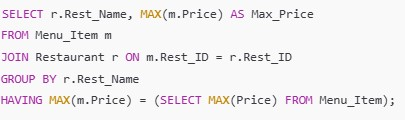 SELECT r.Rest_Name, MAX(m.Price) AS Max_Price
FROM Menu_Item m
JOIN Restaurant r ON m.Rest_ID = r.Rest_ID
GROUP BY r.Rest_Name
HAVING MAX(m.Price) = (SELECT MAX(Price) FROM Menu_Item);